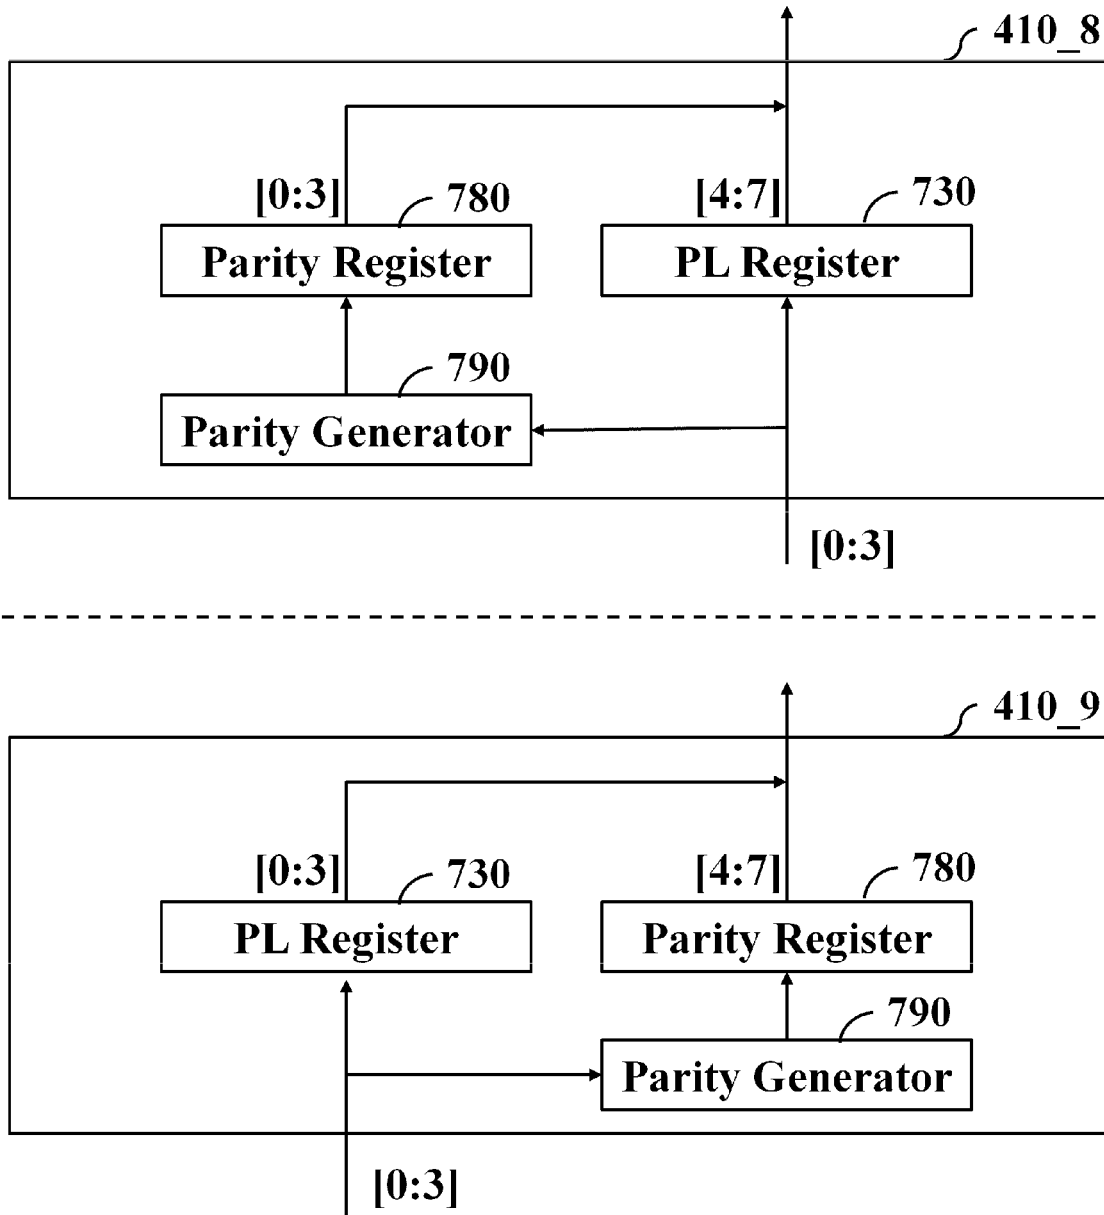 410_8
[0:3] 780 [4:7] 730
Parity Register PL Register
790
Parity Generator
[0:3]
410_9
[0:3] 730 [4:7] 780
PL Register Parity Register
790
Parity Generator
[0:3]